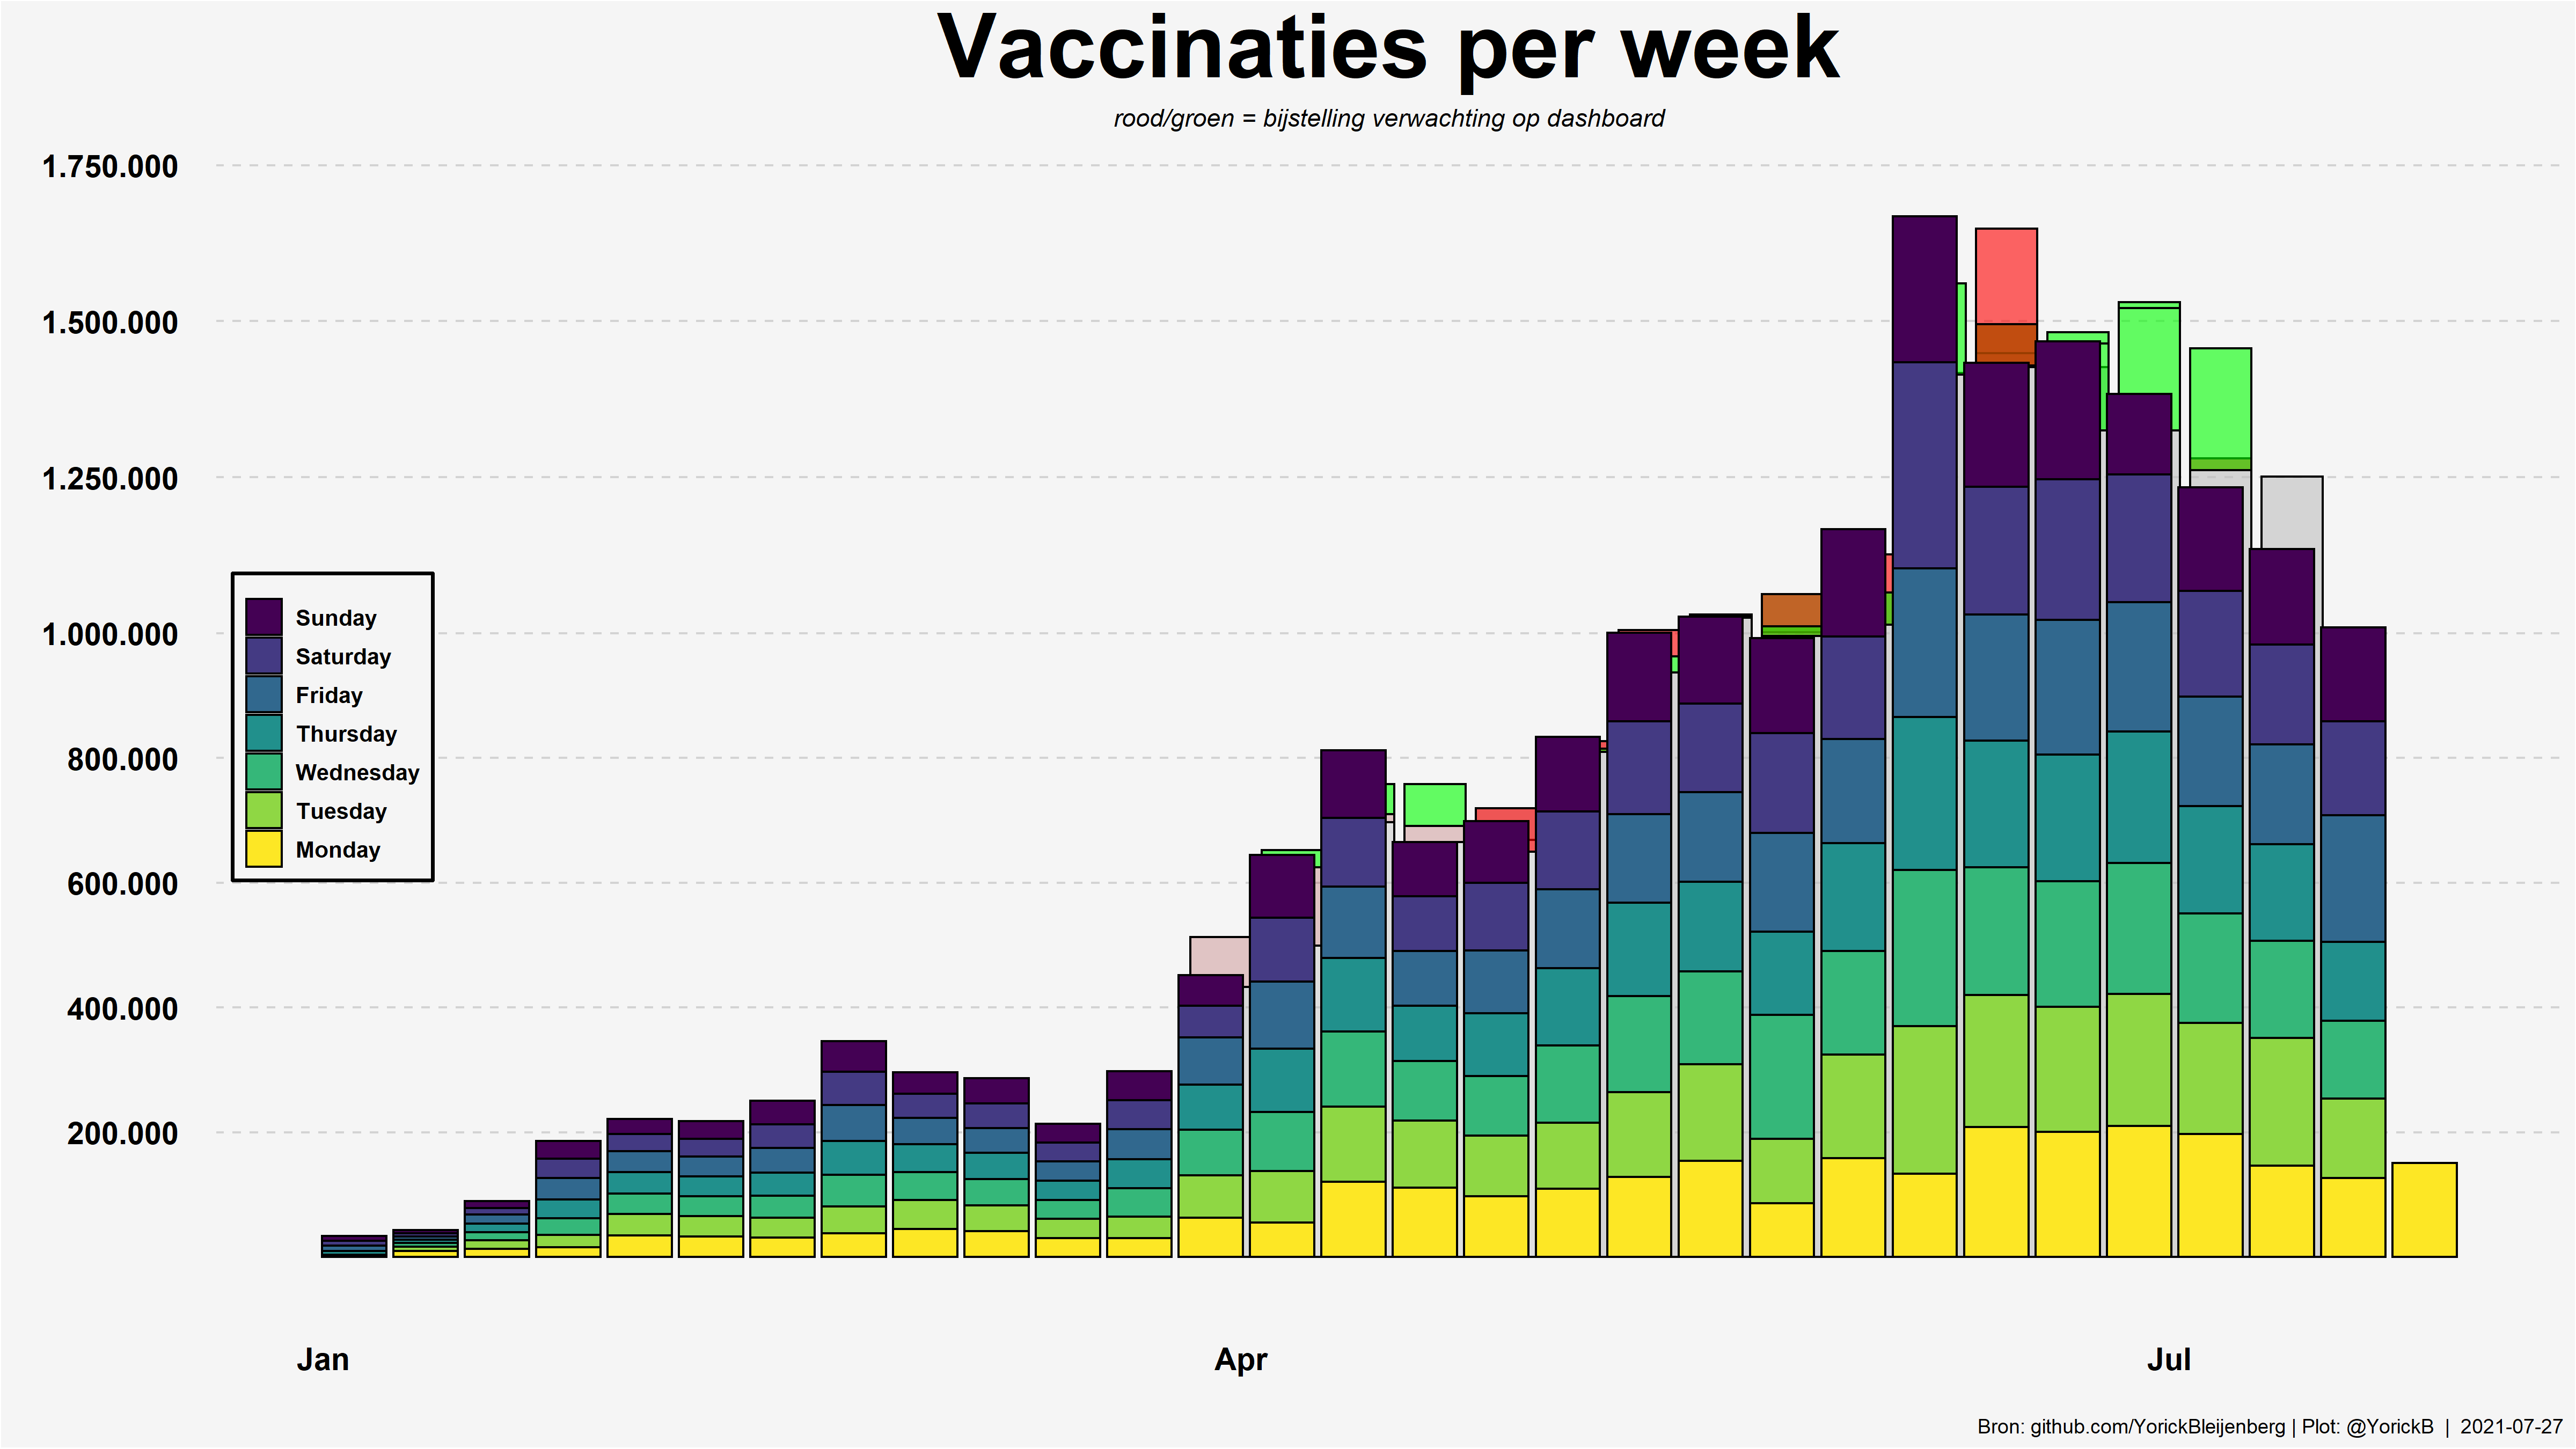 Vaccinaties per week
rood/groen = bijstelling verwachting op dashboard
1.750.000
1.500.000
1.250.000
1.000.000
800.000
600.000
400.000
200.000
Sunday
Saturday
Friday
Thursday
Wednesday
Tuesday
Monday
Jan Apr Jul
Bron: github.com/YorickBleijenberg | Plot: @YorickB | 2021-07-27